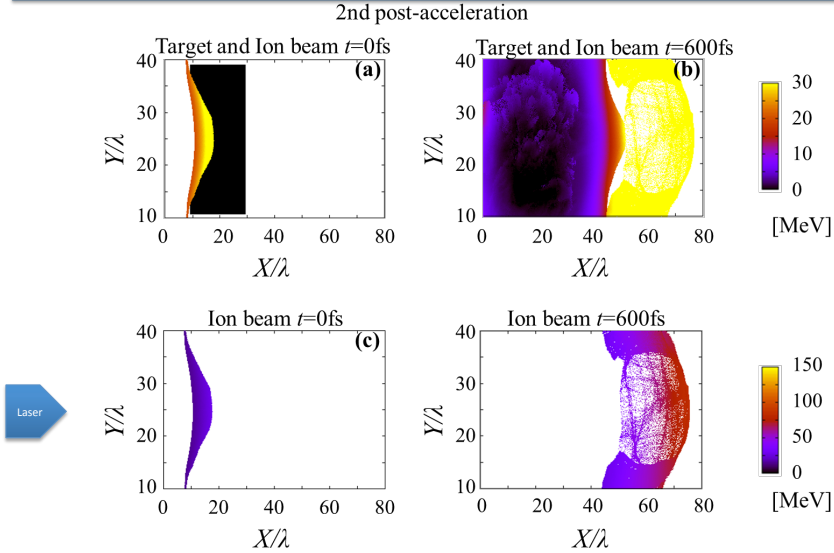 2nd post-acceleration
Target and Ion beam t=0fs
Target and Ion beam t=600fs
(a)
(b)
40
30
20
10
Y/λ
0 20 40 60 80
X/λ
40
30
20
10
Y/λ
0 20 40 60 80
X/λ
30
20
10
0
[MeV]
Ion beam t=0fs
Ion beam t=600fs
(c)
Laser
40
30
20
10
Y/λ
0 20 40 60 80
X/λ
40
30
20
10
Y/λ
0 20 40 60 80
X/λ
150
100
50
0
[MeV]